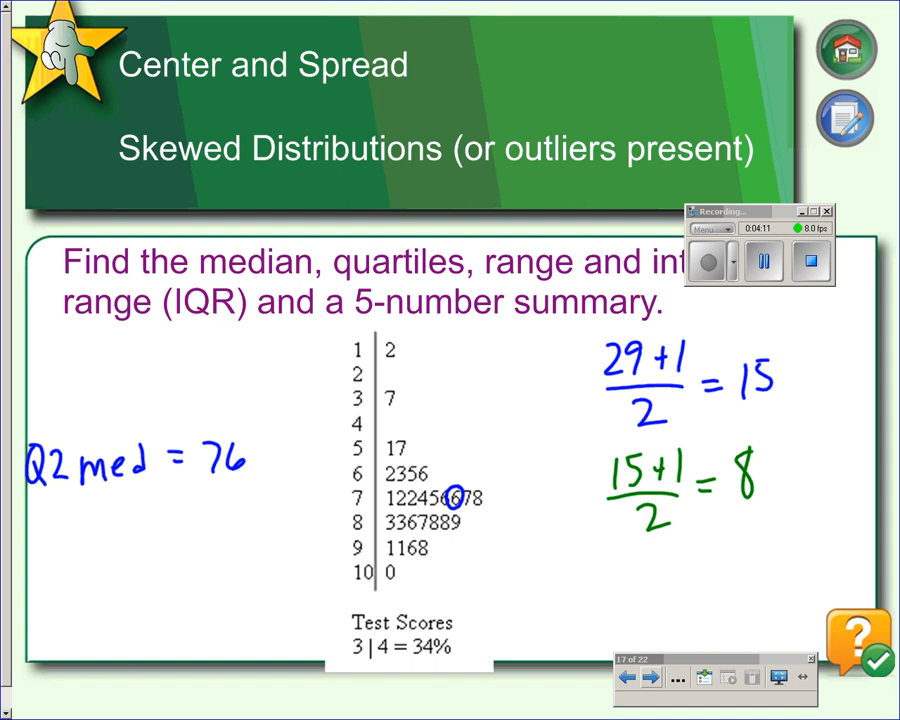 Center and Spread
Skewed Distributions (or outliers present)
Recording...
Menu
0:04:11
8.0 fps
Find the median, quartiles, range and int
range (IQR) and a 5-number summary.
1 | 2
2 |
3 | 7
4 |
5 | 17
6 | 2356
7 | 122456678
8 | 3367889
9 | 1168
10 | 0
Test Scores
3 | 4 = 34%
Q2 med = 76
29+1
2
= 15
15+1
2
= 8
?
17 of 22